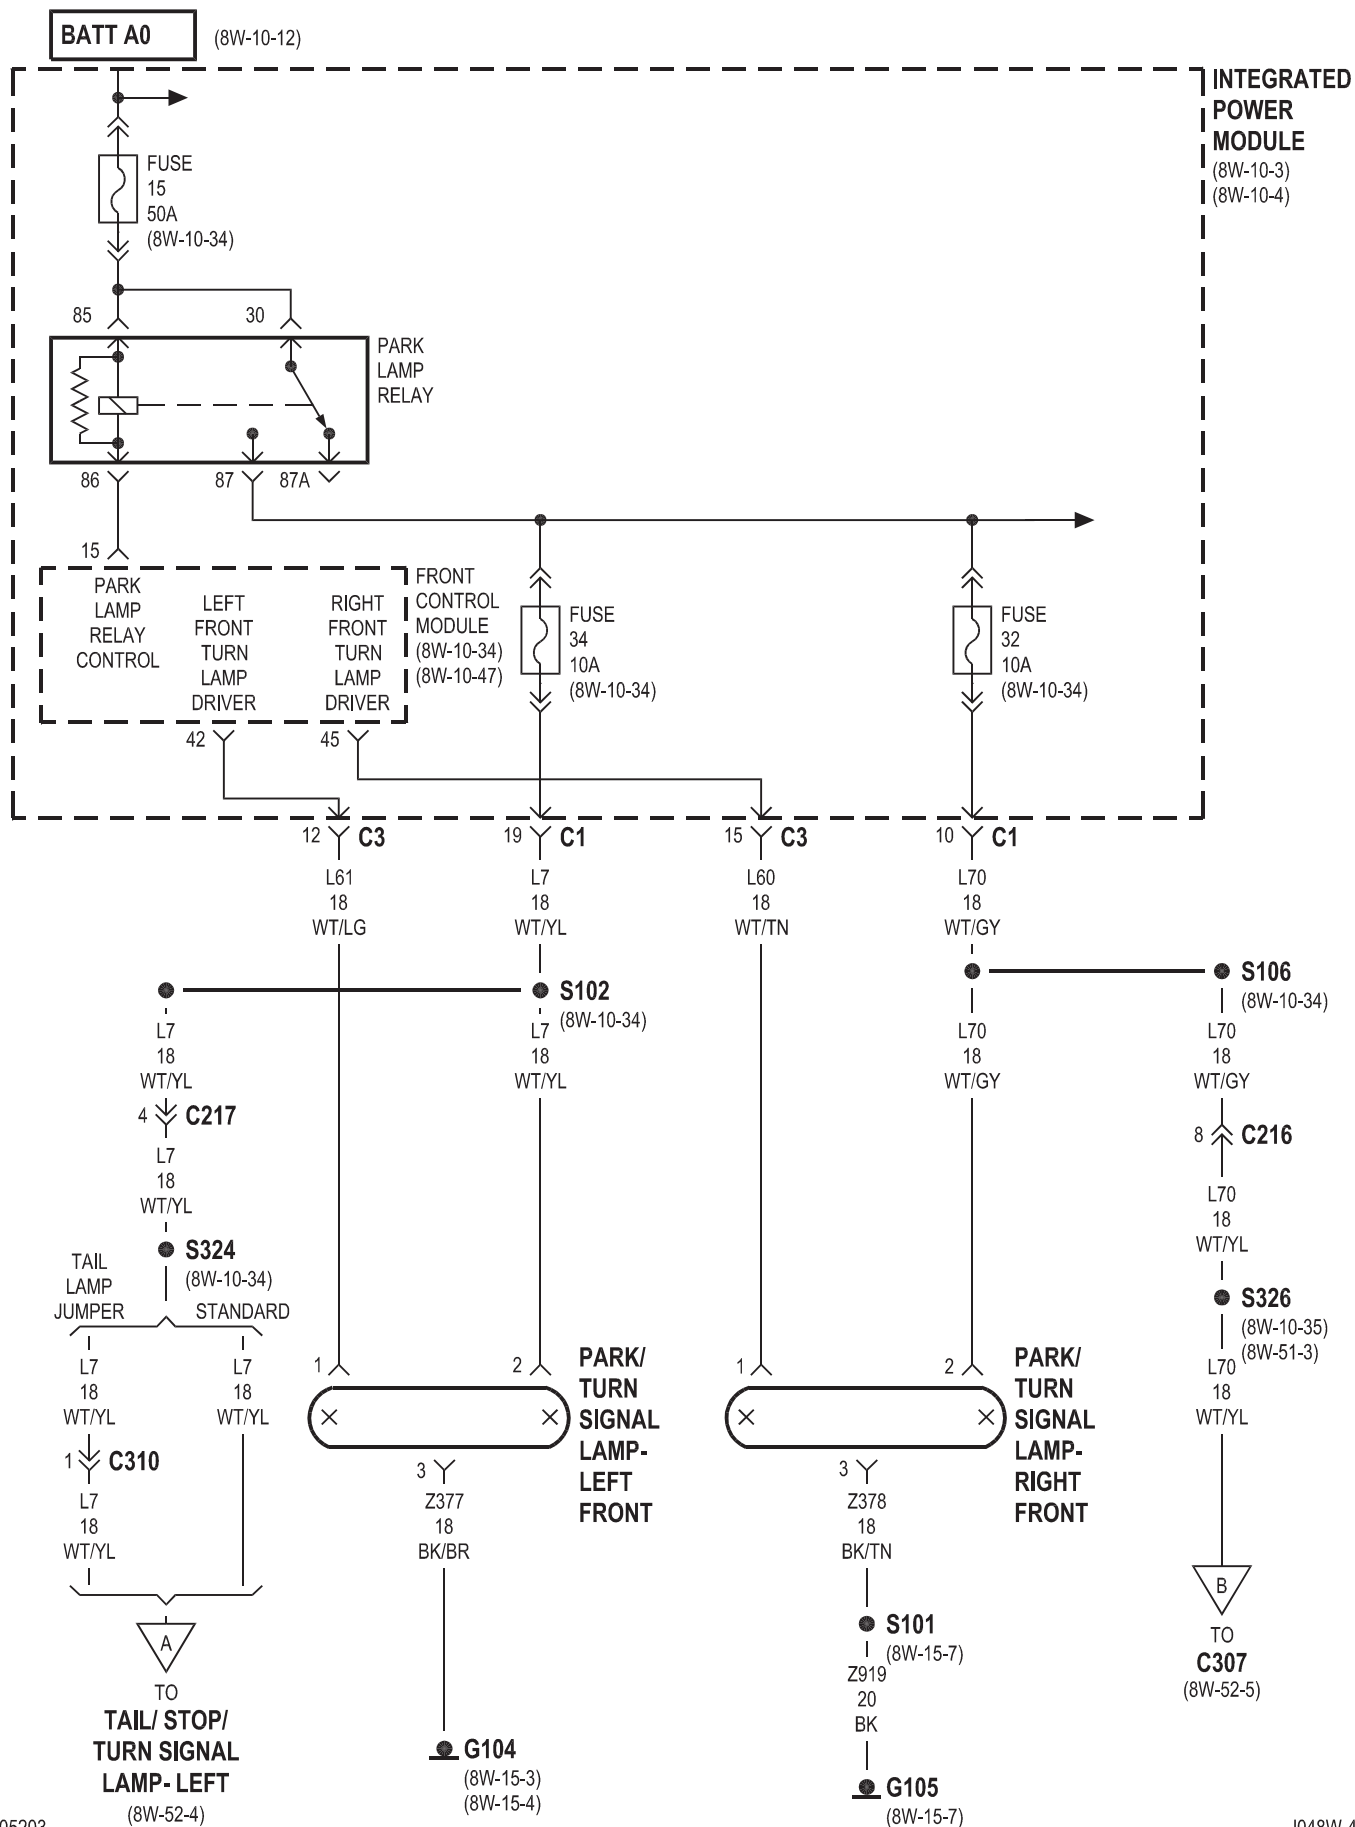 BATT A0
(8W-10-12)
INTEGRATED
POWER
MODULE
(8W-10-3)
(8W-10-4)
FUSE
15
50A
(8W-10-34)
85
30
PARK
LAMP
RELAY
86
87
87A
15
PARK
LAMP
RELAY
CONTROL
LEFT
FRONT
TURN
LAMP
DRIVER
RIGHT
FRONT
TURN
LAMP
DRIVER
FRONT
CONTROL
MODULE
(8W-10-34)
(8W-10-47)
FUSE
34
10A
(8W-10-34)
FUSE
32
10A
(8W-10-34)
42
45
12 C3
19 C1
15 C3
10 C1
L61
18
WT/LG
L7
18
WT/YL
L60
18
WT/TN
L70
18
WT/GY
S102
(8W-10-34)
S106
(8W-10-34)
L7
18
WT/YL
L7
18
WT/YL
L70
18
WT/GY
L70
18
WT/GY
4 C217
8 C216
L7
18
WT/YL
L70
18
WT/YL
S324
(8W-10-34)
S326
(8W-10-35)
(8W-51-3)
TAIL
LAMP
JUMPER
STANDARD
L7
18
WT/YL
L7
18
WT/YL
L70
18
WT/YL
1
2
PARK/
TURN
SIGNAL
LAMP-
LEFT
FRONT
1
2
PARK/
TURN
SIGNAL
LAMP-
RIGHT
FRONT
1 C310
L7
18
WT/YL
3
Z377
18
BK/BR
3
Z378
18
BK/TN
A
TO
TAIL/ STOP/
TURN SIGNAL
LAMP- LEFT
(8W-52-4)
S101
(8W-15-7)
Z919
20
BK
B
TO
C307
(8W-52-5)
G104
(8W-15-3)
(8W-15-4)
G105
(8W-15-7)